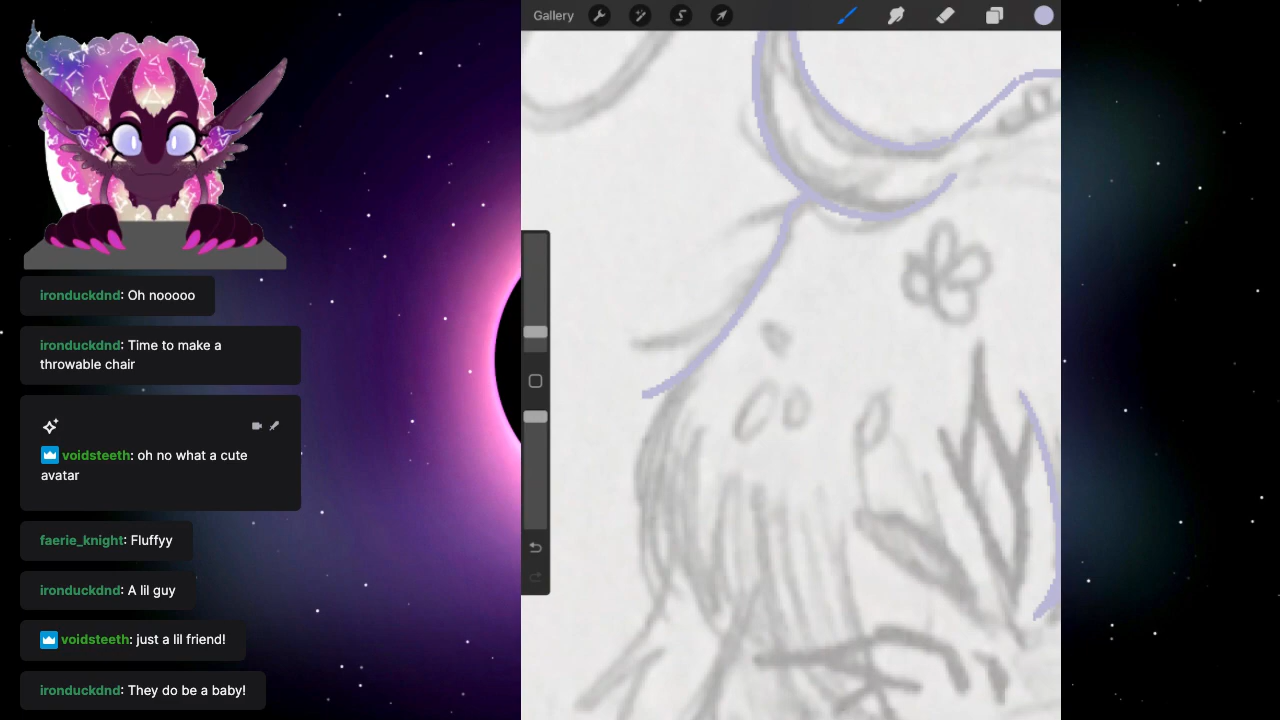 Gallery
ironduckdnd: Oh nooooo
ironduckdnd: Time to make a
throwable chair
voidsteeth: oh no what a cute
avatar
faerie_knight: Fluffyy
ironduckdnd: A lil guy
voidsteeth: just a lil friend!
ironduckdnd: They do be a baby!